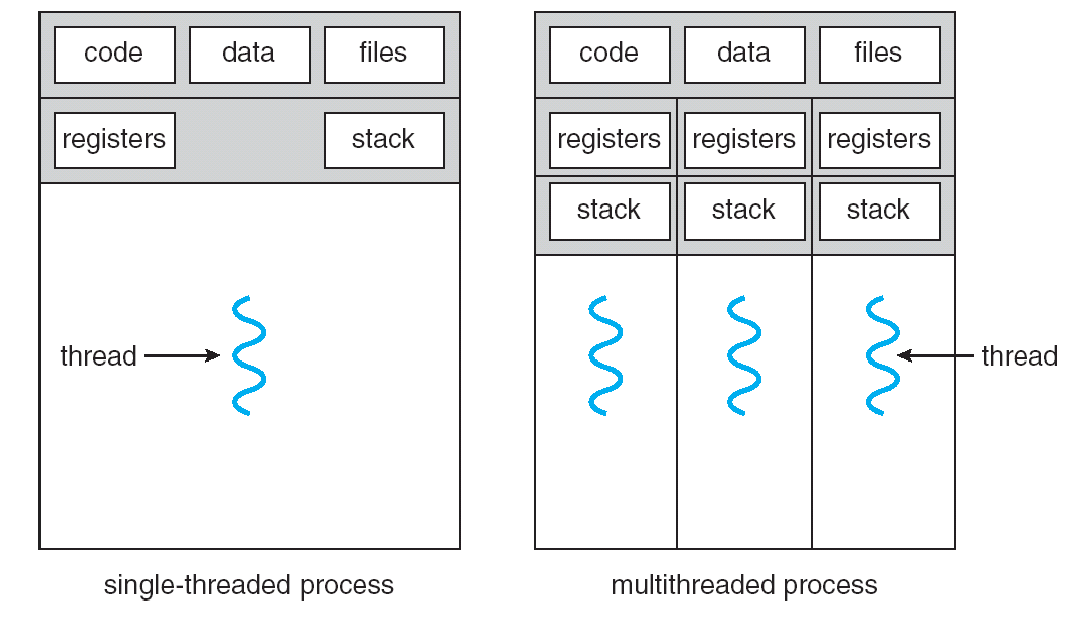 code data files
registers stack
thread
single-threaded process
code data files
registers registers registers
stack stack stack
thread
multithreaded process